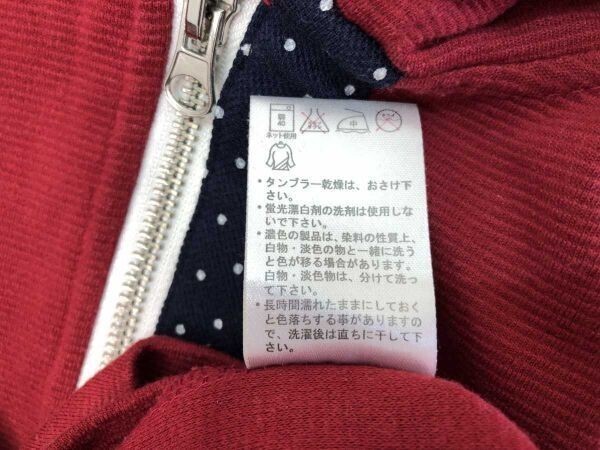 弱
40
中
ネット使用
・タンブラー乾燥は、おさけ下
さい。
・蛍光漂白剤の洗剤は使用しな
いで下さい。
・濃色の製品は、染料の性質上、
白物・淡色の物と一緒に洗う
と色が移る場合があります。
白物・淡色物は、分けて洗っ
て下さい。
・長時間濡れたままにしておく
と色落ちする事がありますの
で、洗濯後は直ちに干して下
さい。